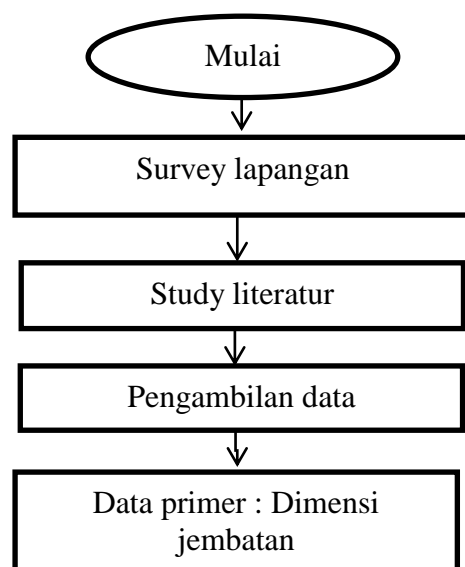 Mulai
Survey lapangan
Study literatur
Pengambilan data
Data primer : Dimensi
jembatan